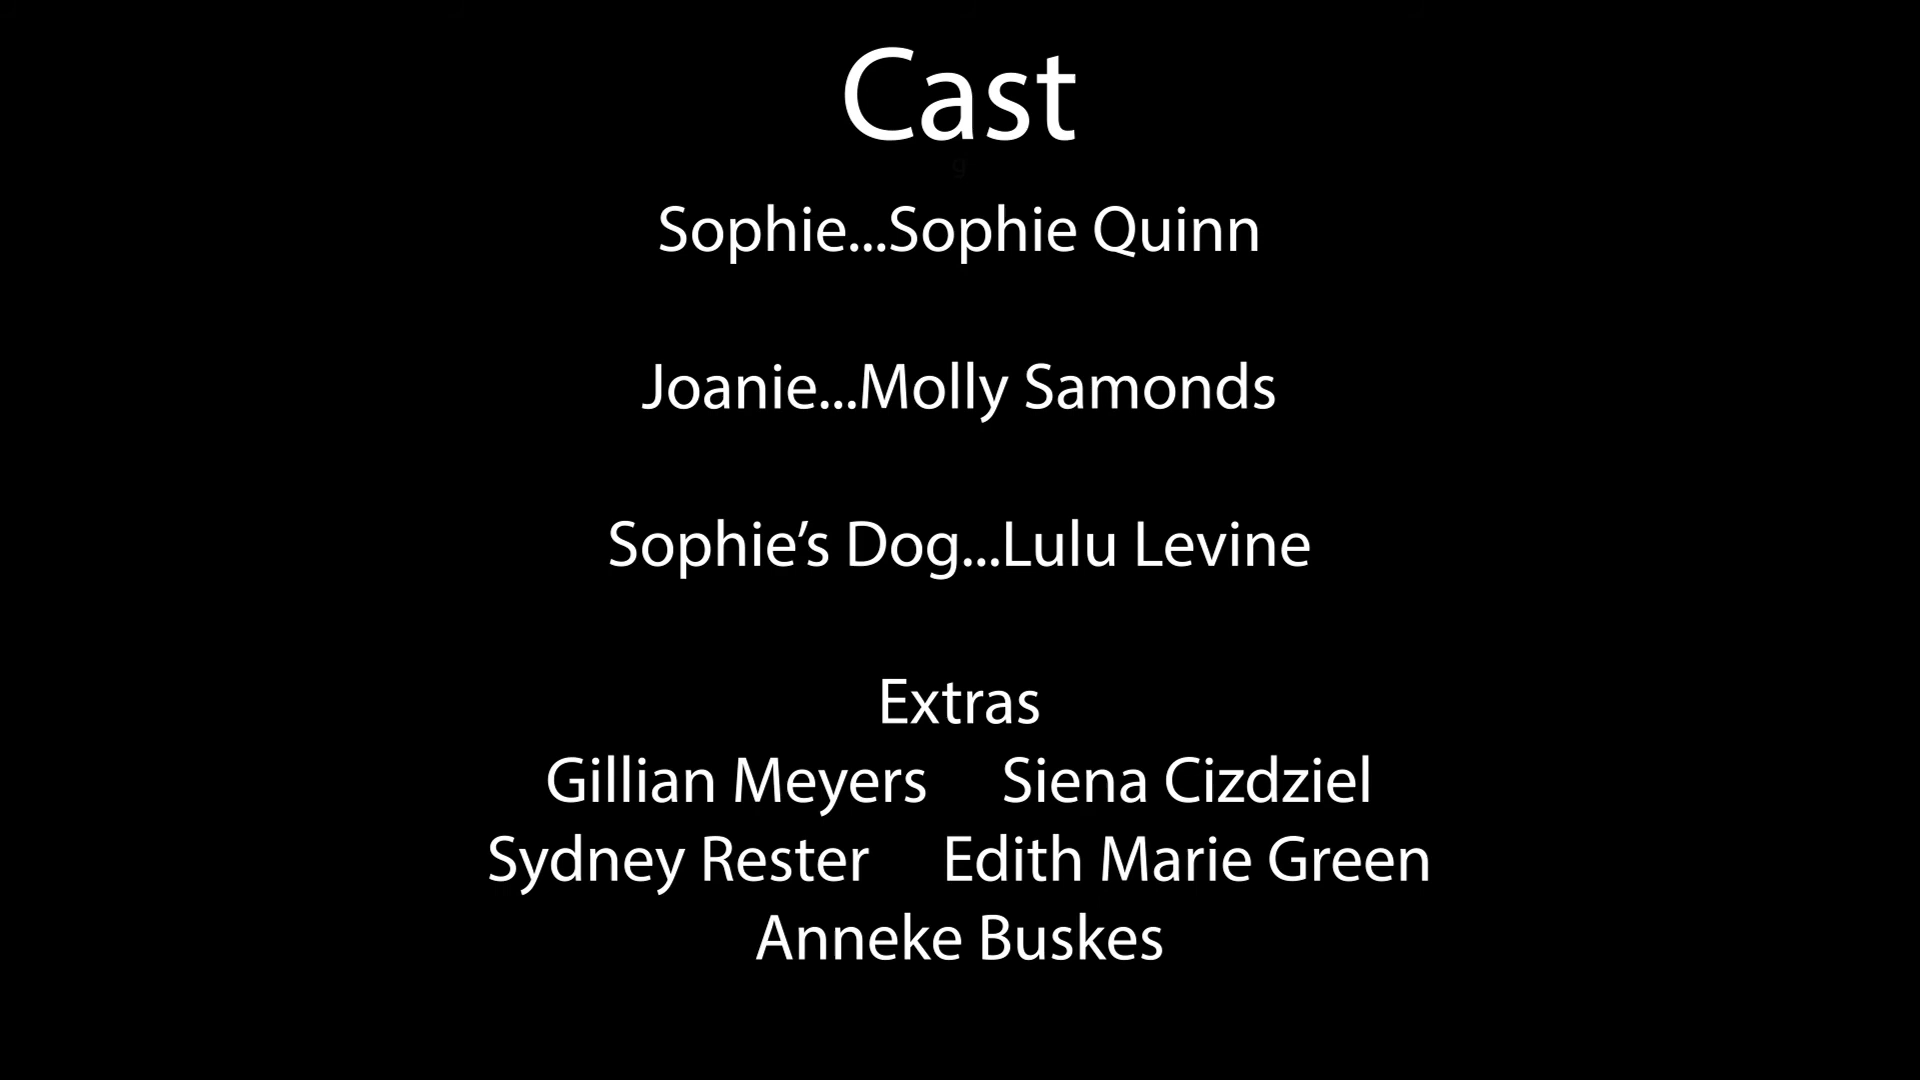 Cast
Sophie...Sophie Quinn
Joanie...Molly Samonds
Sophie’s Dog...Lulu Levine
Extras
Gillian Meyers Siena Cizdziel
Sydney Rester Edith Marie Green
Anneke Buskes